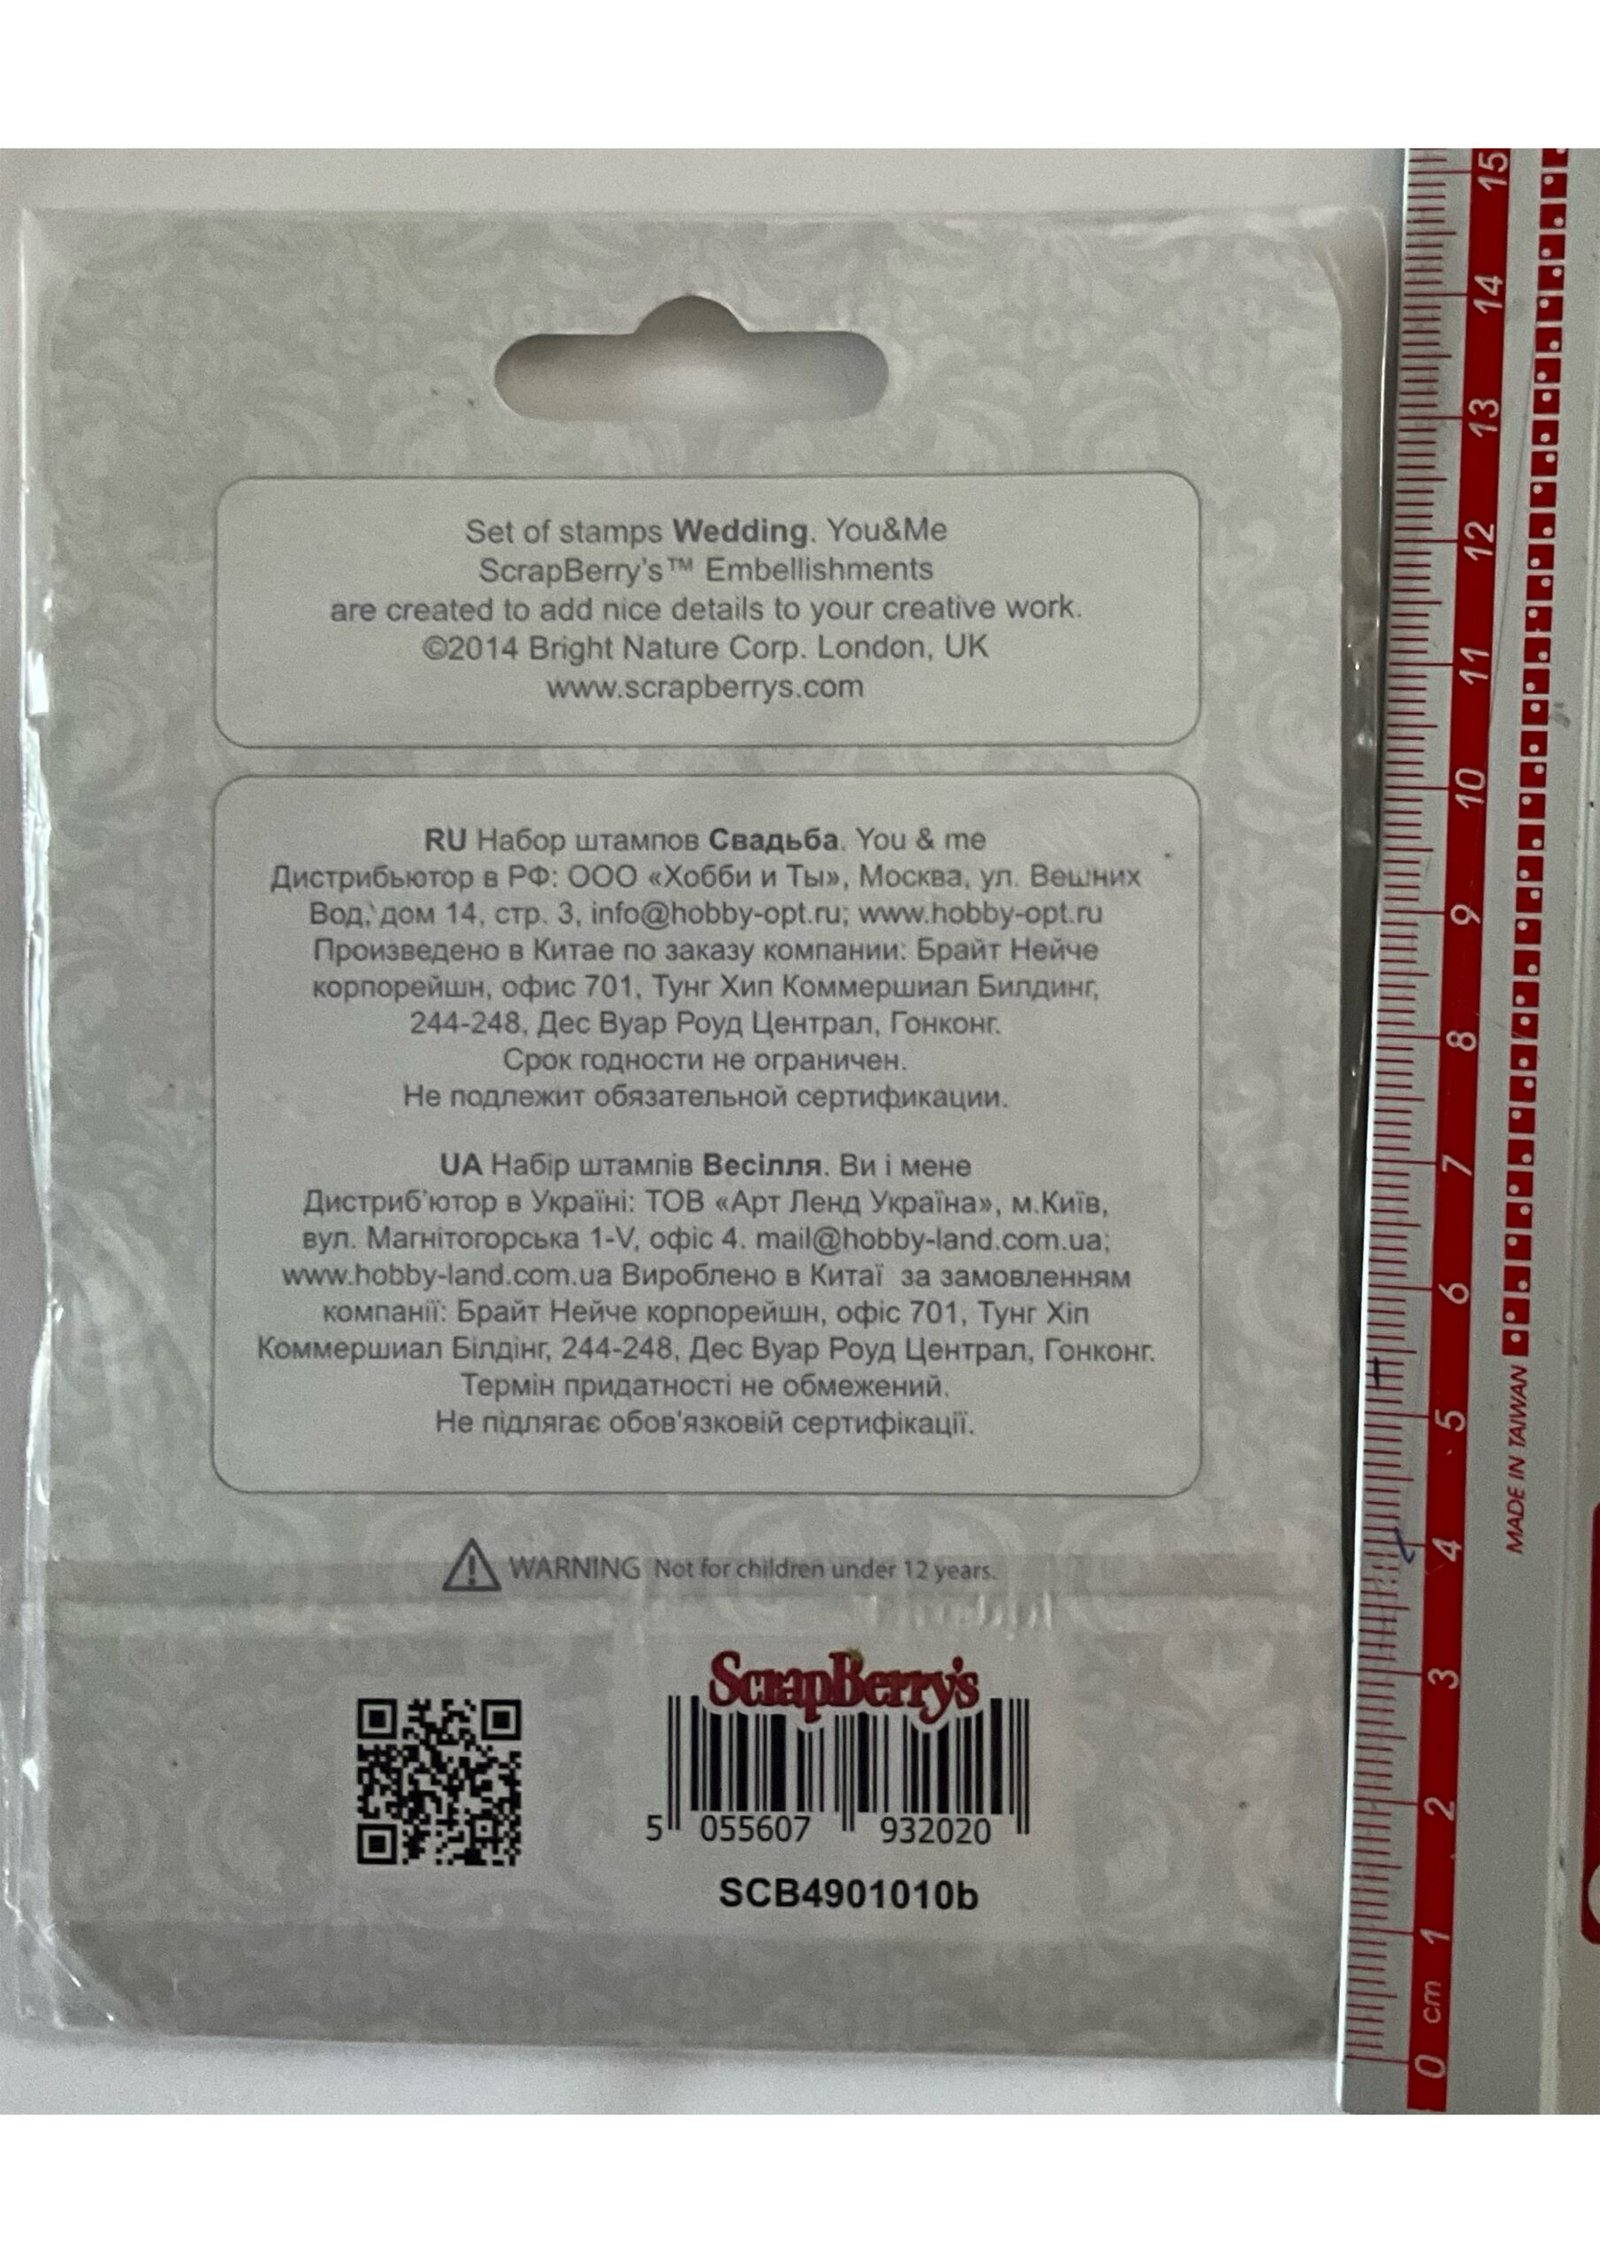 Set of stamps Wedding. You&Me
ScrapBerry's™ Embellishments
are created to add nice details to your creative work.
©2014 Bright Nature Corp. London, UK
www.scrapberrys.com
RU Набор штампов Свадьба. You & me
Дистрибьютор в РФ: ООО «Хобби и Ты», Москва, ул. Вешних
Вод, дом 14, стр. 3, info@hobby-opt.ru; www.hobby-opt.ru
Произведено в Китае по заказу компании: Брайт Нейче
корпорейшн, офис 701, Тунг Хип Коммершиал Билдинг,
244-248, Дес Вуар Роуд Централ, Гонконг.
Срок годности не ограничен.
Не подлежит обязательной сертификации.
UA Набір штампів Весілля. Ви і мене
Дистриб'ютор в Україні: ТОВ «Арт Ленд Україна», м.Київ,
вул. Магнітогорська 1-V, офіс 4. mail@hobby-land.com.ua;
www.hobby-land.com.ua Вироблено в Китаї за замовленням
компанії: Брайт Нейче корпорейшн, офіс 701, Тунг Хіп
Коммершиал Білдінг, 244-248, Дес Вуар Роуд Централ, Гонконг.
Термін придатності не обмежений.
Не підлягає обов'язковій сертифікації.
WARNING Not for children under 12 years.
ScrapBerry's
5 055607 932020
SCB4901010b
15
14
13
12
11
10
9
8
7
6
5
4
3
2
1
cm
0
MADE IN TAIWAN